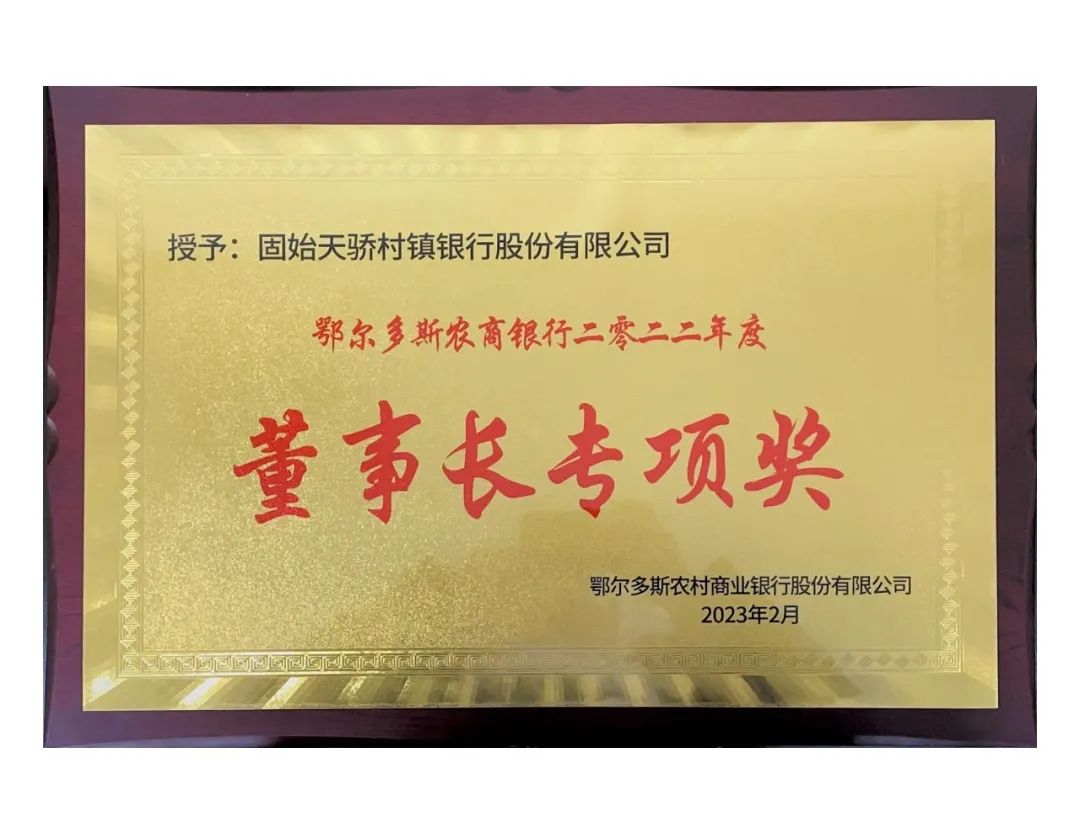 授予：固始天骄村镇银行股份有限公司
鄂尔多斯农商银行二零二二年度
董事长专项奖
鄂尔多斯农村商业银行股份有限公司
2023年2月